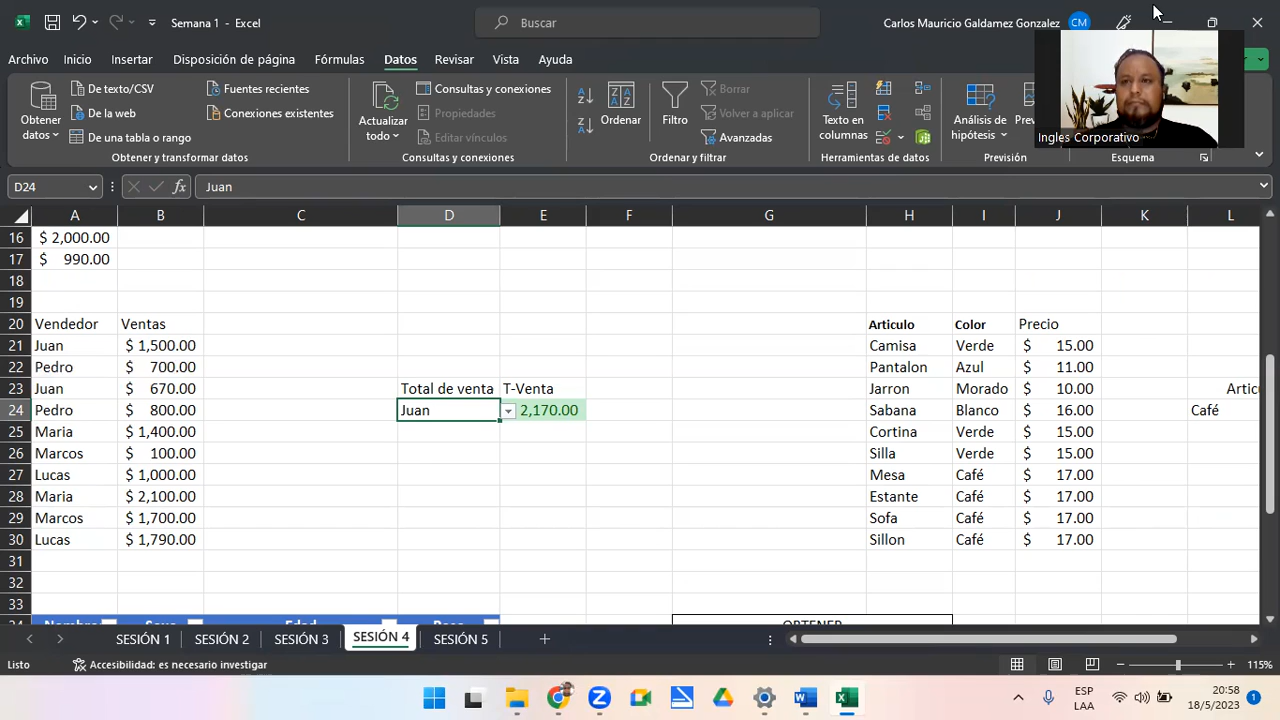 Semana 1 - Excel
Buscar
Carlos Mauricio Galdamez Gonzalez
CM
Archivo Inicio Insertar Disposición de página Fórmulas Datos Revisar Vista Ayuda
Obtener datos
De texto/CSV
De la web
De una tabla o rango
Fuentes recientes
Conexiones existentes
Obtener y transformar datos
Actualizar todo
Consultas y conexiones
Propiedades
Editar vínculos
Consultas y conexiones
Ordenar
Filtro
Borrar
Volver a aplicar
Avanzadas
Ordenar y filtrar
Texto en columnas
Herramientas de datos
Análisis de hipótesis
Previsión
Ingles Corporativo
Esquema
D24 fx Juan
A B C D E F G H I J K L
16 $ 2,000.00
17 $ 990.00
18
19
20 Vendedor Ventas Articulo Color Precio
21 Juan $ 1,500.00 Camisa Verde $ 15.00
22 Pedro $ 700.00 Pantalon Azul $ 11.00
23 Juan $ 670.00 Total de venta T-Venta Jarron Morado $ 10.00
24 Pedro $ 800.00 Juan 2,170.00 Sabana Blanco $ 16.00 Café
25 Maria $ 1,400.00 Cortina Verde $ 15.00
26 Marcos $ 100.00 Silla Verde $ 15.00
27 Lucas $ 1,000.00 Mesa Café $ 17.00
28 Maria $ 2,100.00 Estante Café $ 17.00
29 Marcos $ 1,700.00 Sofa Café $ 17.00
30 Lucas $ 1,790.00 Sillon Café $ 17.00
31
32
33
SESIÓN 1 SESIÓN 2 SESIÓN 3 SESIÓN 4 SESIÓN 5
Listo Accesibilidad: es necesario investigar 115%
ESP
LAA
20:58
18/5/2023
1